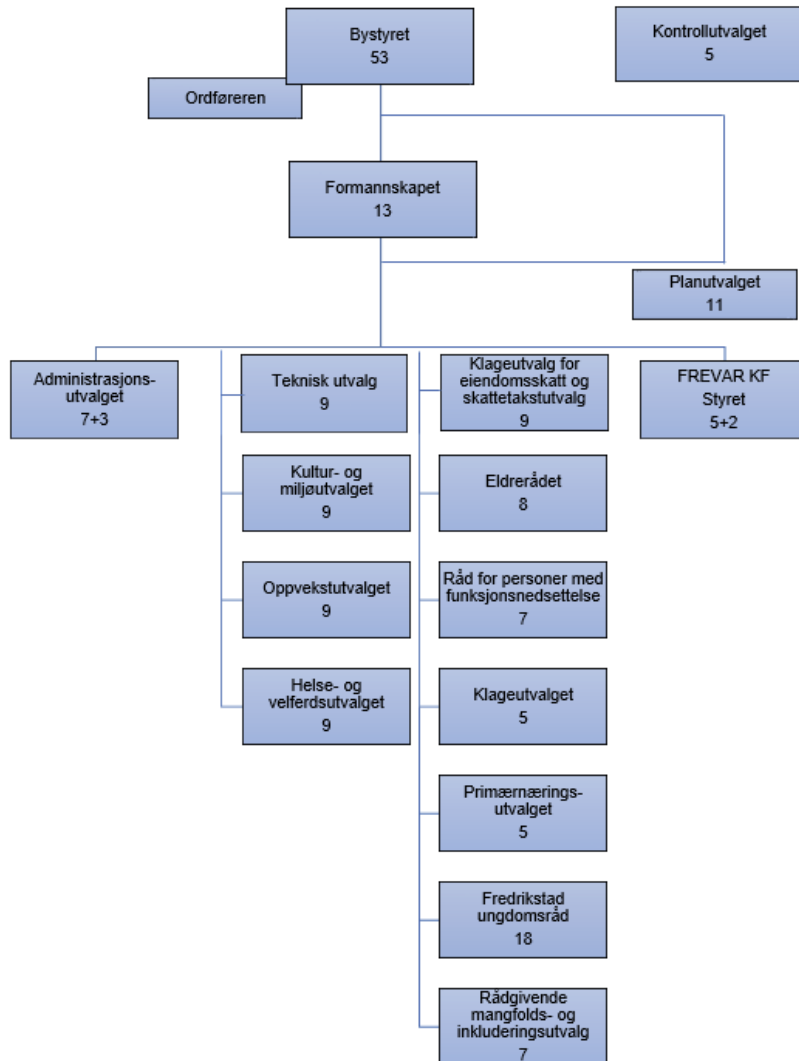 Bystyret
53
Kontrollutvalget
5
Ordføreren
Formannskapet
13
Planutvalget
11
Administrasjons-
utvalget
7+3
Teknisk utvalg
9
Klageutvalg for
eiendomsskatt og
skattetakstutvalg
9
FREVAR KF
Styret
5+2
Kultur- og
miljøutvalget
9
Eldrerådet
8
Oppvekstutvalget
9
Råd for personer med
funksjonsnedsettelse
7
Helse- og
velferdsutvalget
9
Klageutvalget
5
Primærnærings-
utvalget
5
Fredrikstad
ungdomsråd
18
Rådgivende
mangfolds- og
inkluderingsutvalg
7